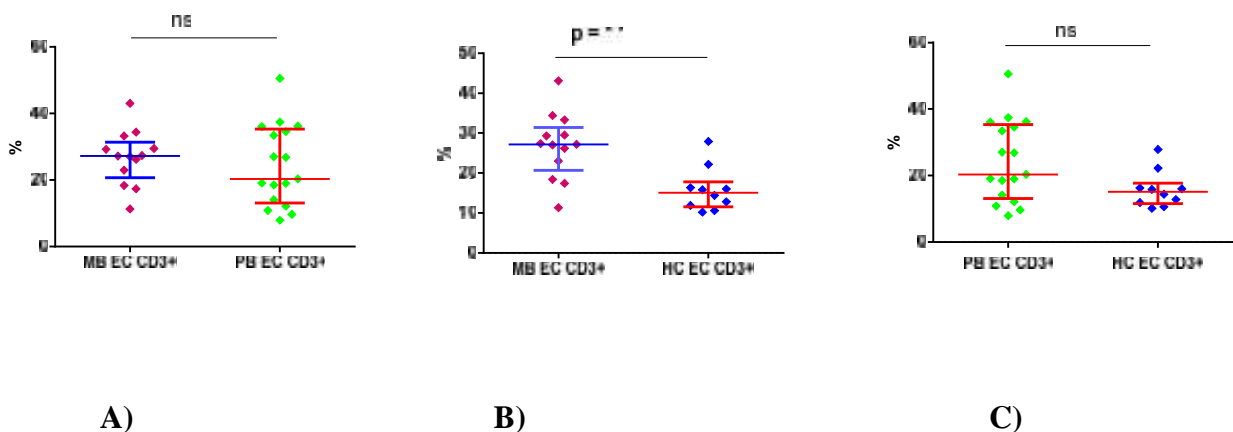 ns
60
40
20
0
%
MB EC CD3+
PB EC CD3+
p = **
50
40
30
20
10
0
%
MB EC CD3+
HC EC CD3+
ns
60
40
20
0
%
PB EC CD3+
HC EC CD3+
A)
B)
C)